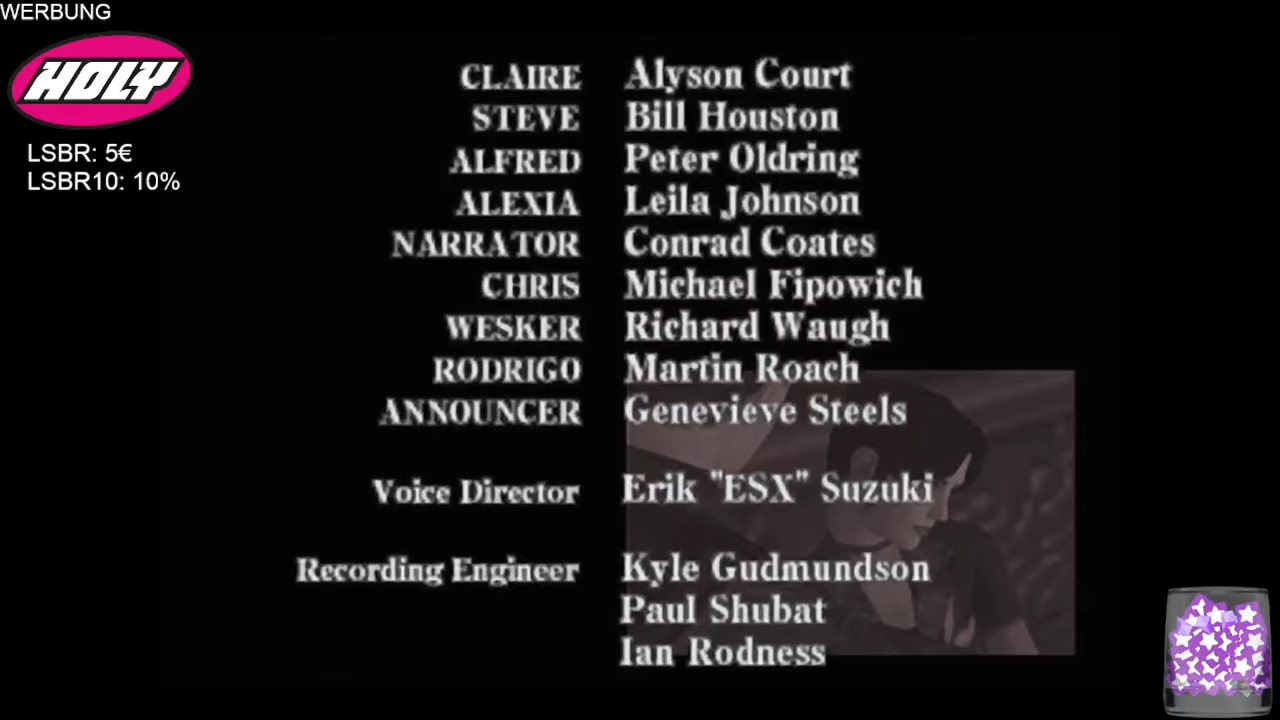 WERBUNG
HOLY
LSBR: 5€
LSBR10: 10%
CLAIRE Alyson Court
STEVE Bill Houston
ALFRED Peter Oldring
ALEXIA Leila Johnson
NARRATOR Conrad Coates
CHRIS Michael Fipowich
WESKER Richard Waugh
RODRIGO Martin Roach
ANNOUNCER Genevieve Steels
Voice Director Erik "ESX" Suzuki
Recording Engineer Kyle Gudmundson
Paul Shubat
Ian Rodness